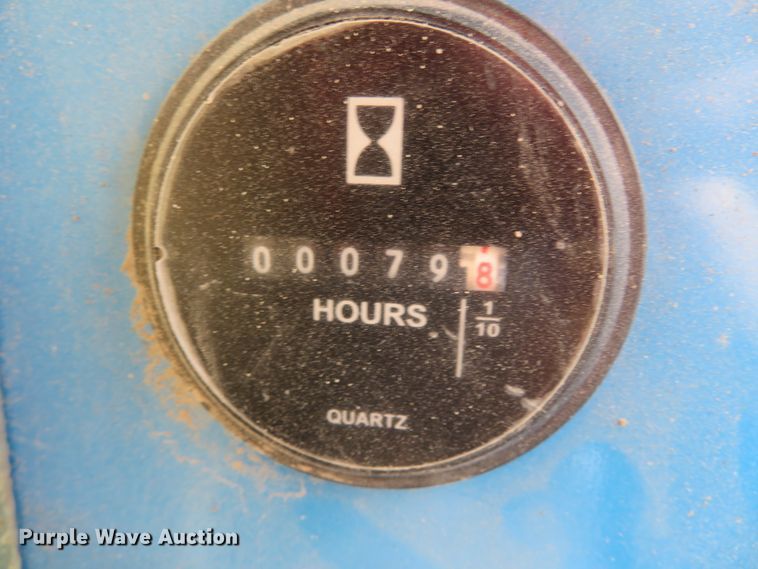 000798
HOURS 1/10
QUARTZ
Purple Wave Auction